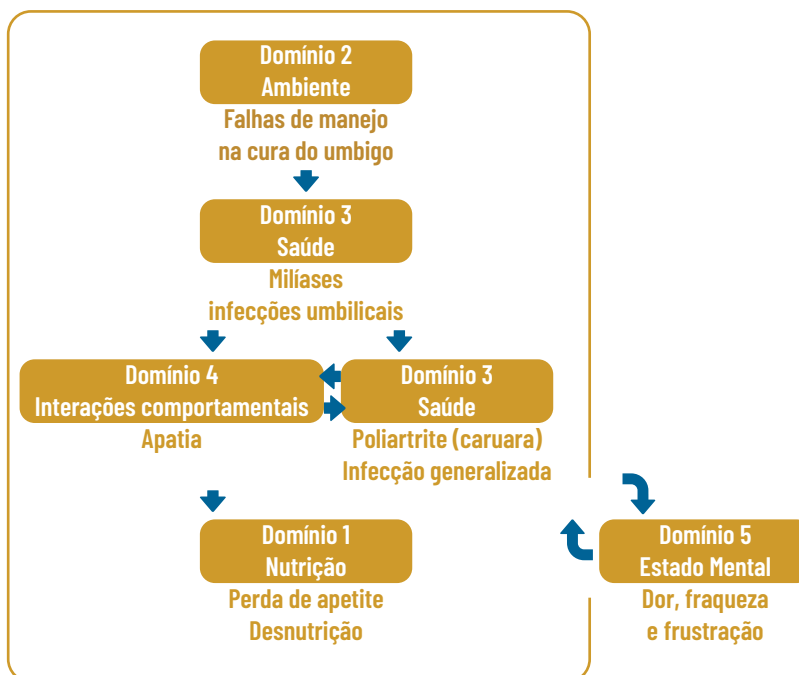 Domínio 2
Ambiente
Falhas de manejo
na cura do umbigo
Domínio 3
Saúde
Milíases
infecções umbilicais
Domínio 4
Interações comportamentais
Apatia
Domínio 3
Saúde
Poliartrite (caruara)
Infecção generalizada
Domínio 1
Nutrição
Perda de apetite
Desnutrição
Domínio 5
Estado Mental
Dor, fraqueza
e frustração